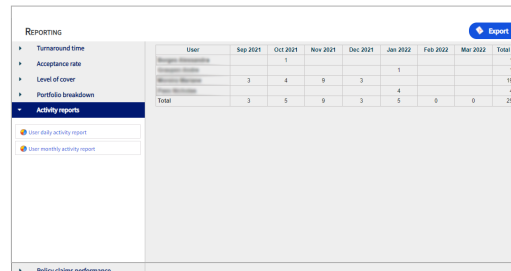 REPORTING
Export
Turnaround time
Acceptance rate
Level of cover
Portfolio breakdown
Activity reports
User daily activity report
User monthly activity report
User Sep 2021 Oct 2021 Nov 2021 Dec 2021 Jan 2022 Feb 2022 Mar 2022 Total
1
1
3 4 9 3
4
Total 3 5 9 3 5 0 0 25
Policy claims performance